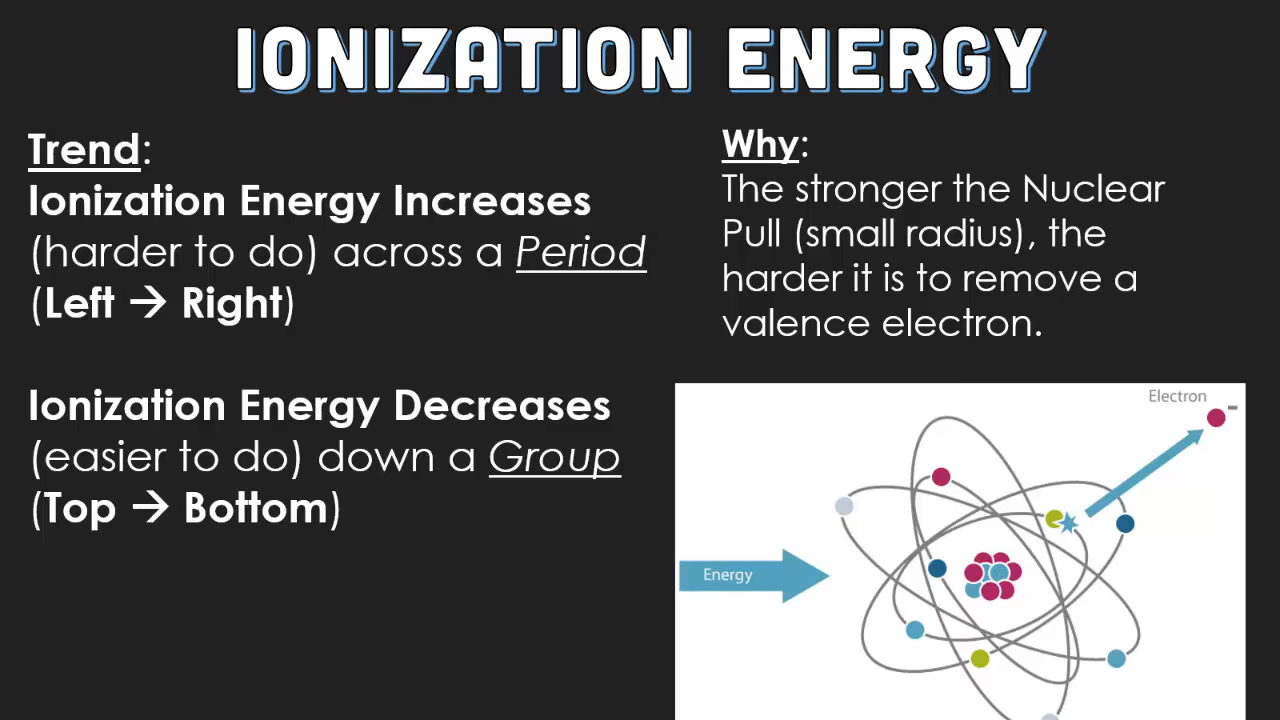 IONIZATION ENERGY
Trend:
Ionization Energy Increases
(harder to do) across a Period
(Left → Right)
Ionization Energy Decreases
(easier to do) down a Group
(Top → Bottom)
Why:
The stronger the Nuclear
Pull (small radius), the
harder it is to remove a
valence electron.
Electron -
Energy